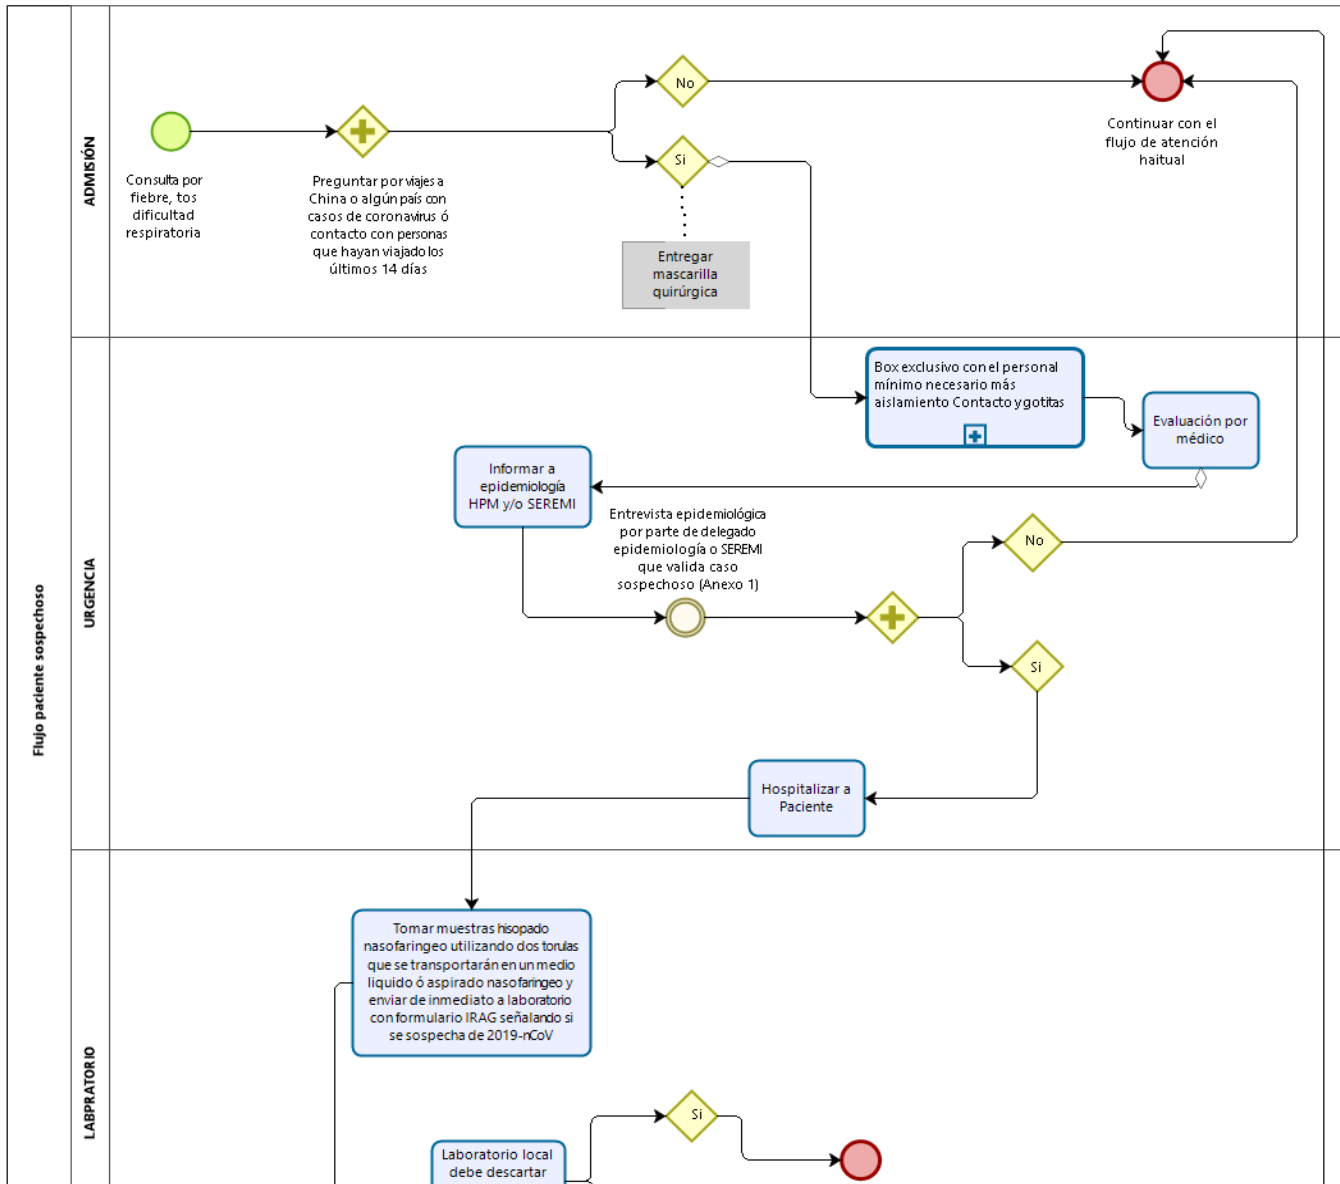 Flujo paciente sospechoso
ADMISIÓN
Consulta por
fiebre, tos
dificultad
respiratoria
Preguntar por viajes a
China o algún país con
casos de coronavirus ó
contacto con personas
que hayan viajado los
últimos 14 días
No
Si
Entregar
mascarilla
quirúrgica
Continuar con el
flujo de atención
haitual
URGENCIA
Box exclusivo con el personal
mínimo necesario más
aislamiento Contacto y gotitas
Evaluación por
médico
Informar a
epidemiología
HPM y/o SEREMI
Entrevista epidemiológica
por parte de delegado
epidemiología o SEREMI
que valida caso
sospechoso (Anexo 1)
No
Si
Hospitalizar a
Paciente
LABPRATORIO
Tomar muestras hisopado
nasofaringeo utilizando dos torulas
que se transportarán en un medio
liquido ó aspirado nasofaringeo y
enviar de inmediato a laboratorio
con formulario IRAG señalando si
se sospecha de 2019-nCoV
Si
Laboratorio local
debe descartar